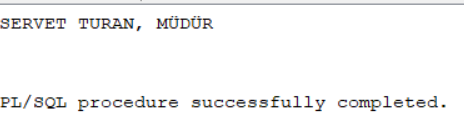 SERVET TURAN, MÜDÜR
PL/SQL procedure successfully completed.